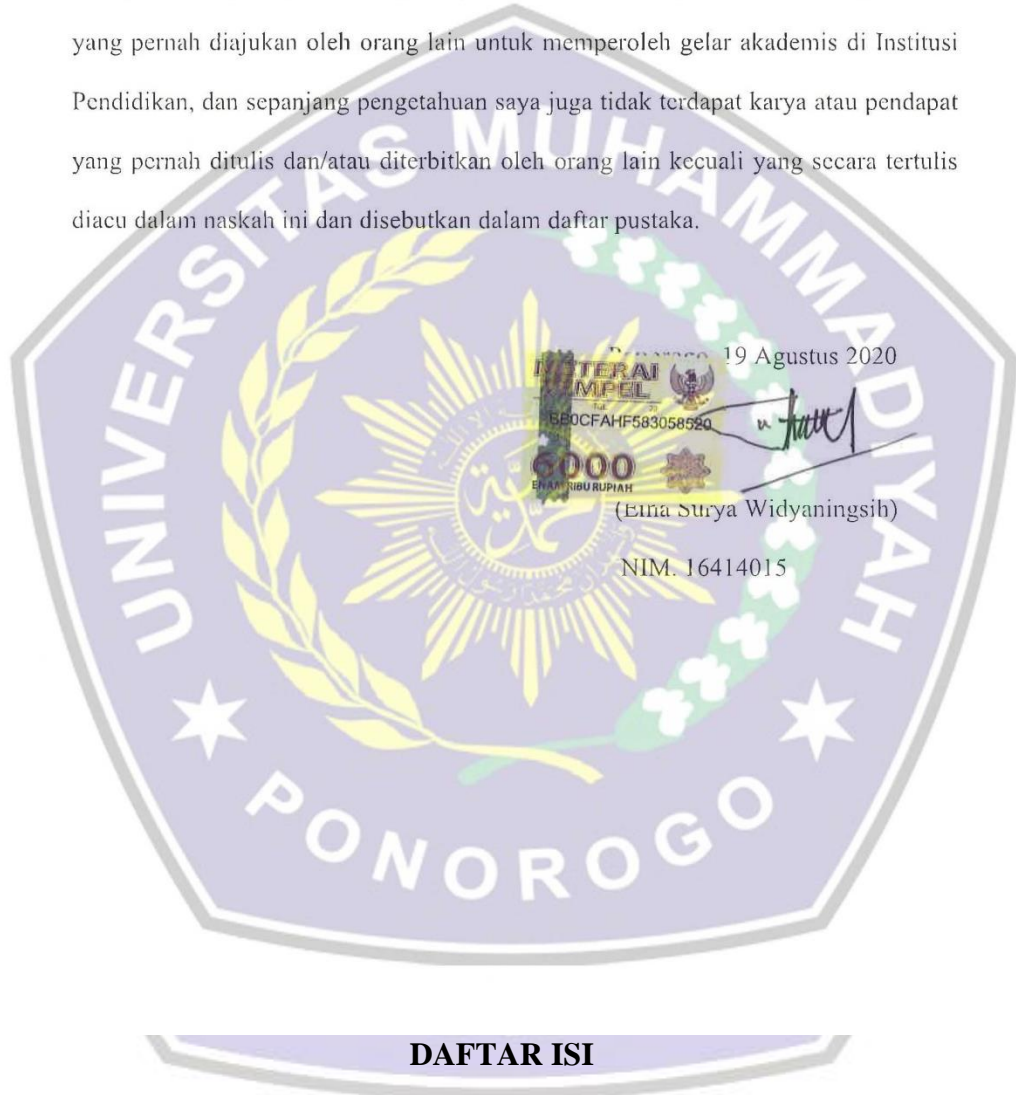 yang pernah diajukan oleh orang lain untuk memperoleh gelar akademis di Institusi
Pendidikan, dan sepanjang pengetahuan saya juga tidak terdapat karya atau pendapat
yang pernah ditulis dan/atau diterbitkan oleh orang lain kecuali yang secara tertulis
diacu dalam naskah ini dan disebutkan dalam daftar pustaka.
UNIVERSITAS MUHAMMADIYAH
19 Agustus 2020
METERAI
TEMPEL
6000
ENAM RIBU RUPIAH
Surya Widyaningsih)
NIM. 16414015
محمدية
PONOROGO
DAFTAR ISI